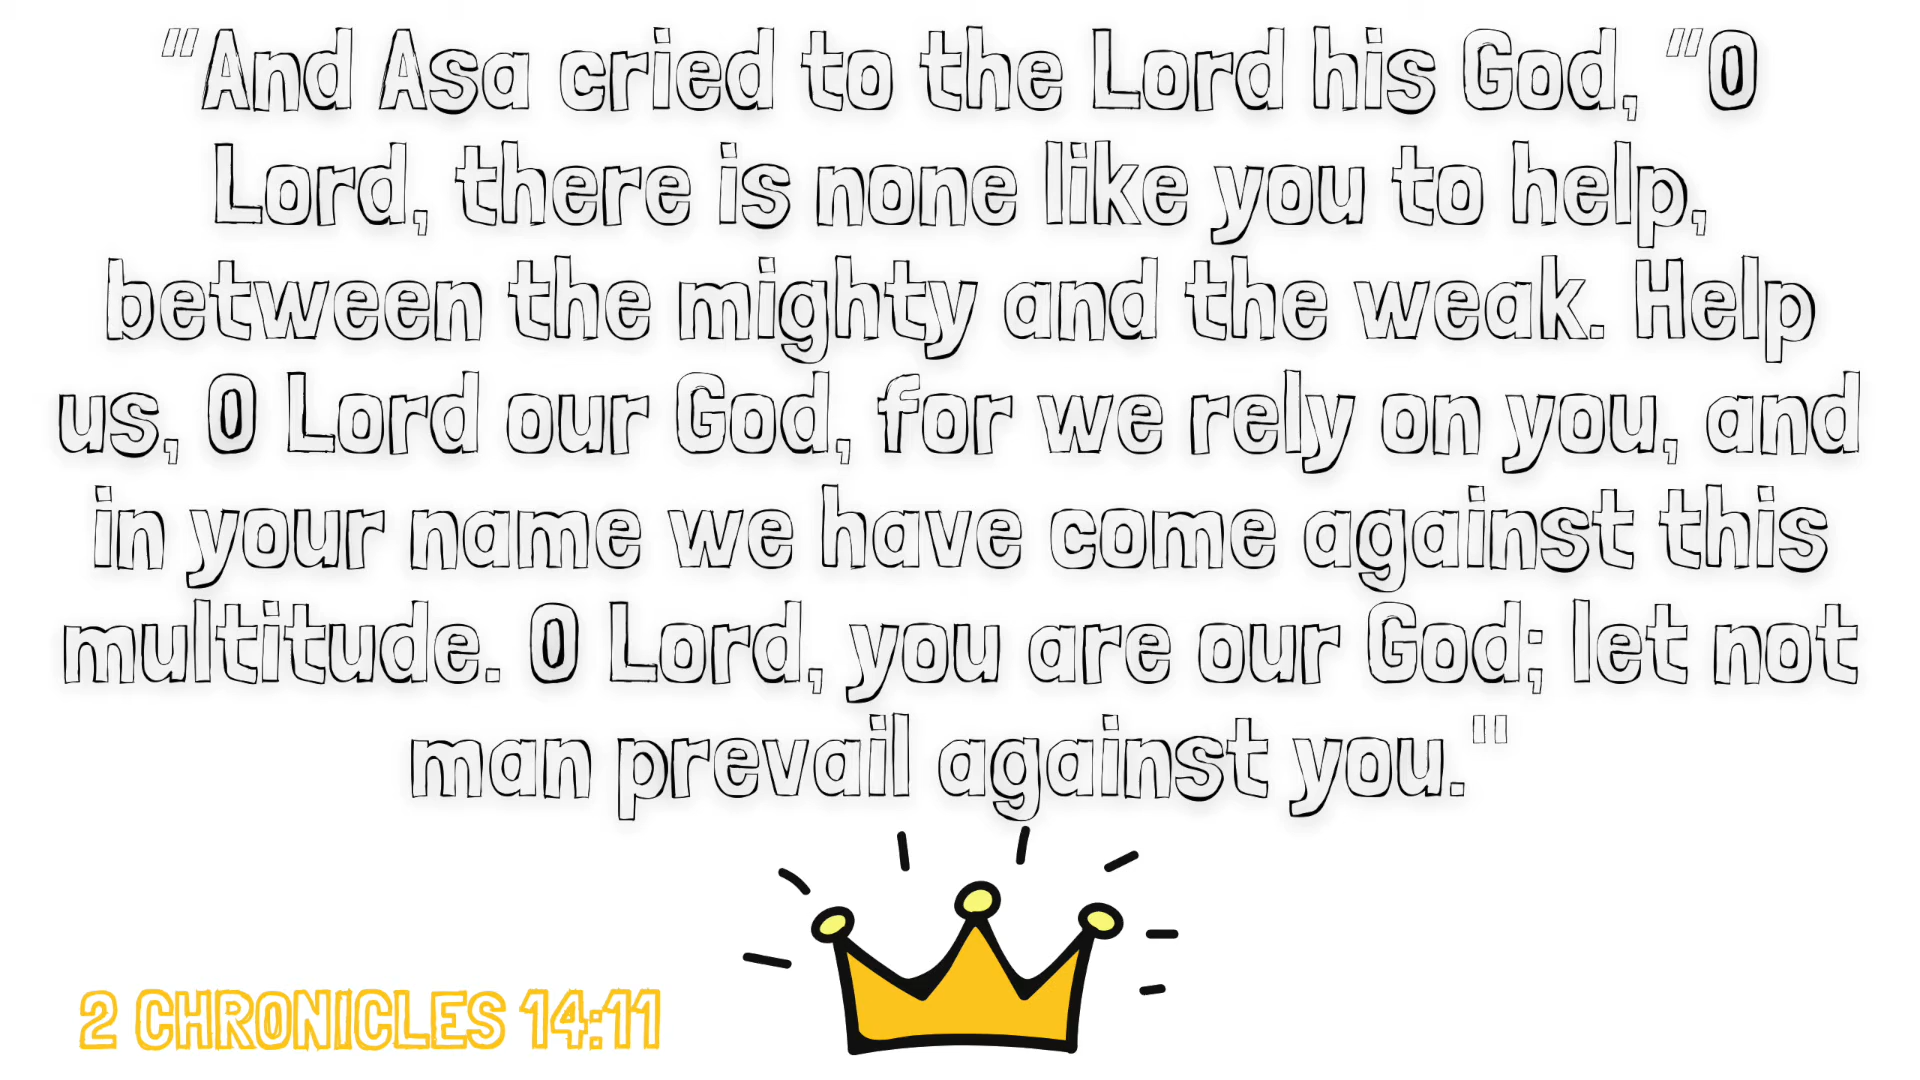 "And Asa cried to the Lord his God, "O
Lord, there is none like you to help,
between the mighty and the weak. Help
us, O Lord our God, for we rely on you, and
in your name we have come against this
multitude. O Lord, you are our God; let not
man prevail against you."
2 CHRONICLES 14:11